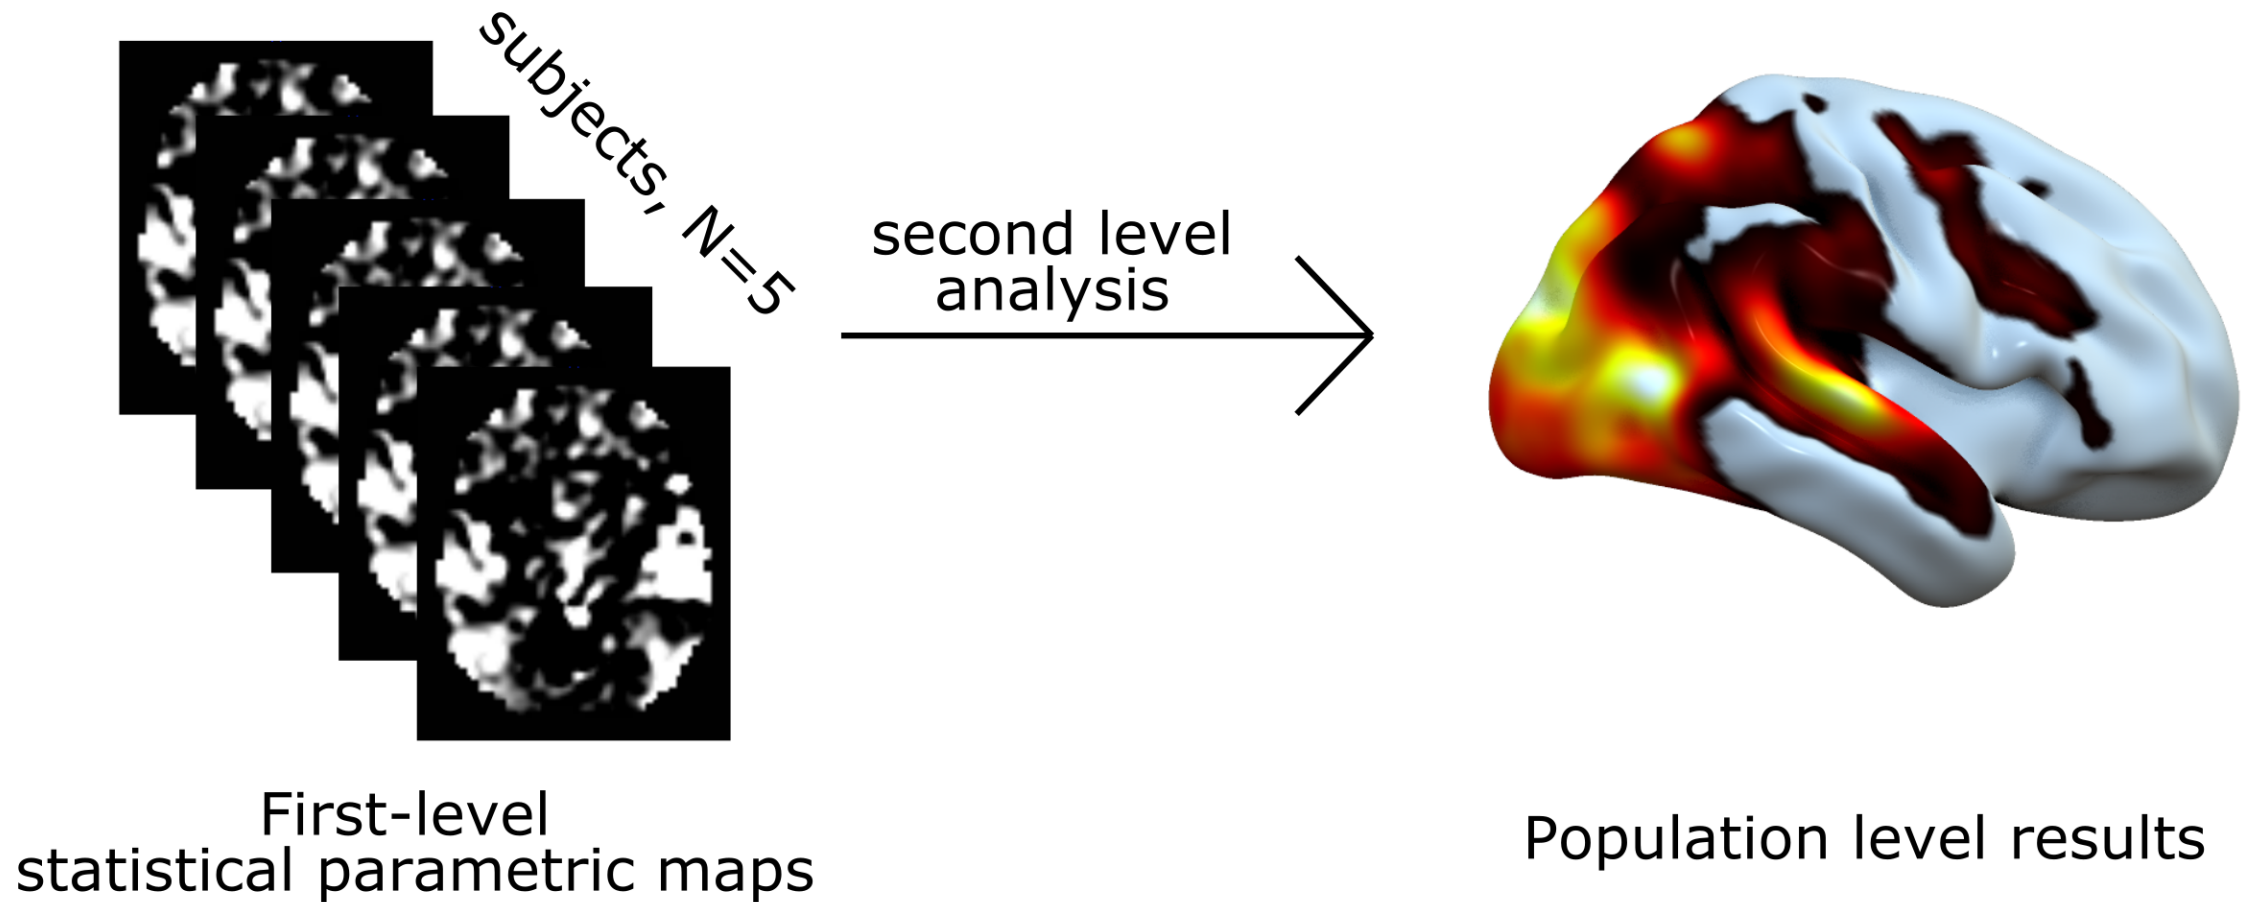 subjects, N=5
second level
analysis
First-level
statistical parametric maps
Population level results